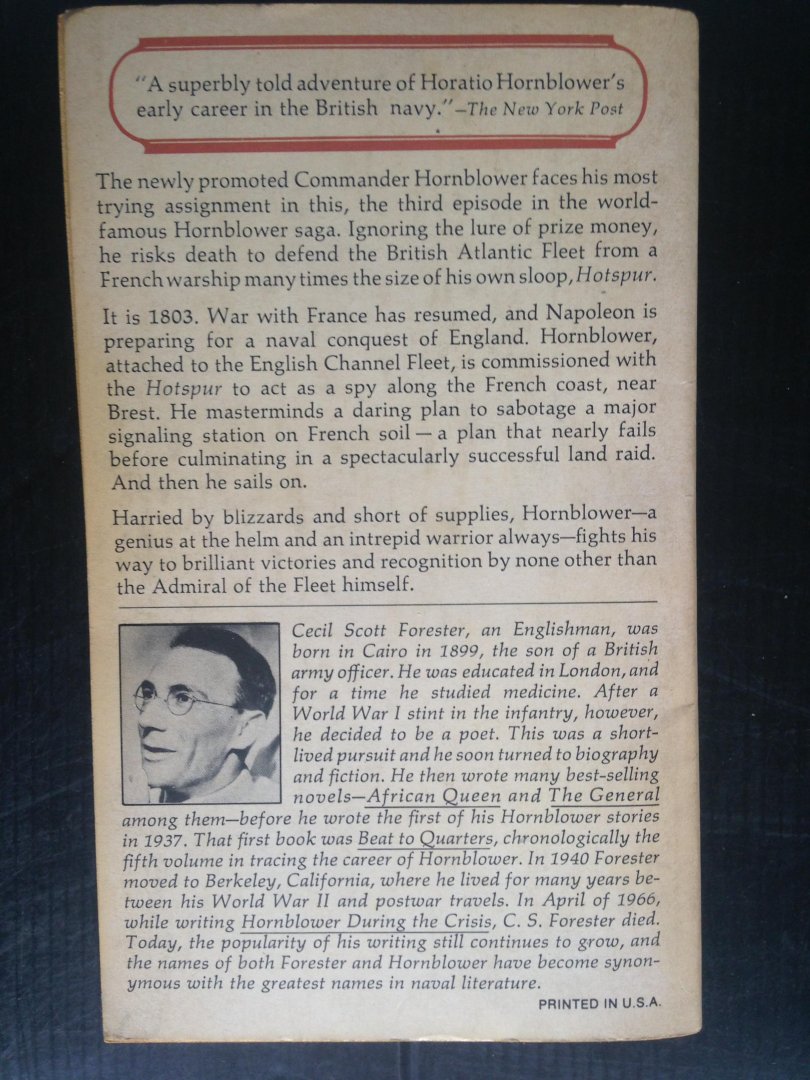 "A superbly told adventure of Horatio Hornblower's
early career in the British navy."—The New York Post
The newly promoted Commander Hornblower faces his most
trying assignment in this, the third episode in the world-
famous Hornblower saga. Ignoring the lure of prize money,
he risks death to defend the British Atlantic Fleet from a
French warship many times the size of his own sloop, Hotspur.
It is 1803. War with France has resumed, and Napoleon is
preparing for a naval conquest of England. Hornblower,
attached to the English Channel Fleet, is commissioned with
the Hotspur to act as a spy along the French coast, near
Brest. He masterminds a daring plan to sabotage a major
signaling station on French soil — a plan that nearly fails
before culminating in a spectacularly successful land raid.
And then he sails on.
Harried by blizzards and short of supplies, Hornblower—a
genius at the helm and an intrepid warrior always—fights his
way to brilliant victories and recognition by none other than
the Admiral of the Fleet himself.
Cecil Scott Forester, an Englishman, was
born in Cairo in 1899, the son of a British
army officer. He was educated in London, and
for a time he studied medicine. After a
World War I stint in the infantry, however,
he decided to be a poet. This was a short-
lived pursuit and he soon turned to biography
and fiction. He then wrote many best-selling
novels—African Queen and The General
among them—before he wrote the first of his Hornblower stories
in 1937. That first book was Beat to Quarters, chronologically the
fifth volume in tracing the career of Hornblower. In 1940 Forester
moved to Berkeley, California, where he lived for many years be-
tween his World War II and postwar travels. In April of 1966,
while writing Hornblower During the Crisis, C. S. Forester died.
Today, the popularity of his writing still continues to grow, and
the names of both Forester and Hornblower have become synon-
ymous with the greatest names in naval literature.
PRINTED IN U.S.A.